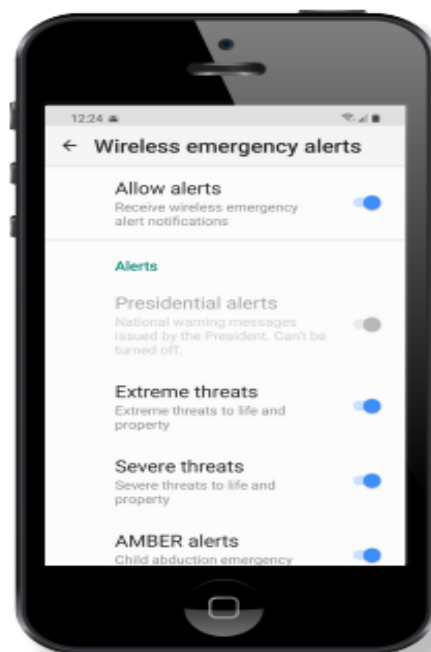 12:24
Wireless emergency alerts
Allow alerts
Receive wireless emergency
alert notifications
Alerts
Presidential alerts
National warning messages
issued by the President. Can't be
turned off.
Extreme threats
Extreme threats to life and
property
Severe threats
Severe threats to life and
property
AMBER alerts
Child abduction emergency